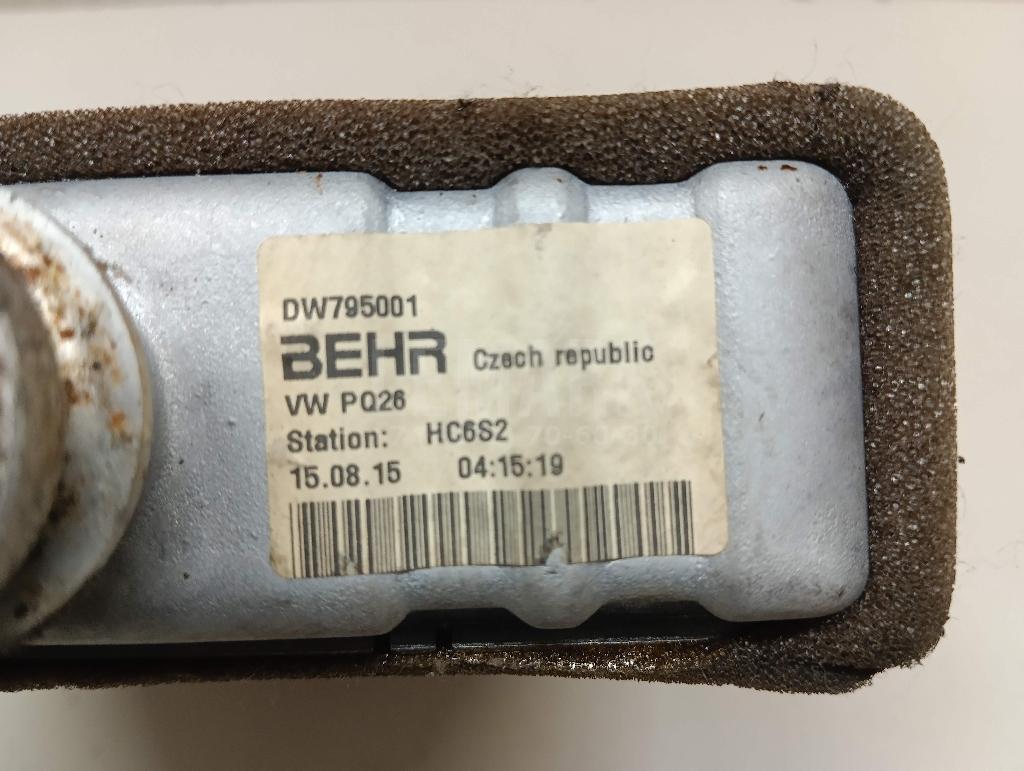 DW795001
BEHR Czech republic
VW PQ26
Station: HC6S2
15.08.15 04:15:19